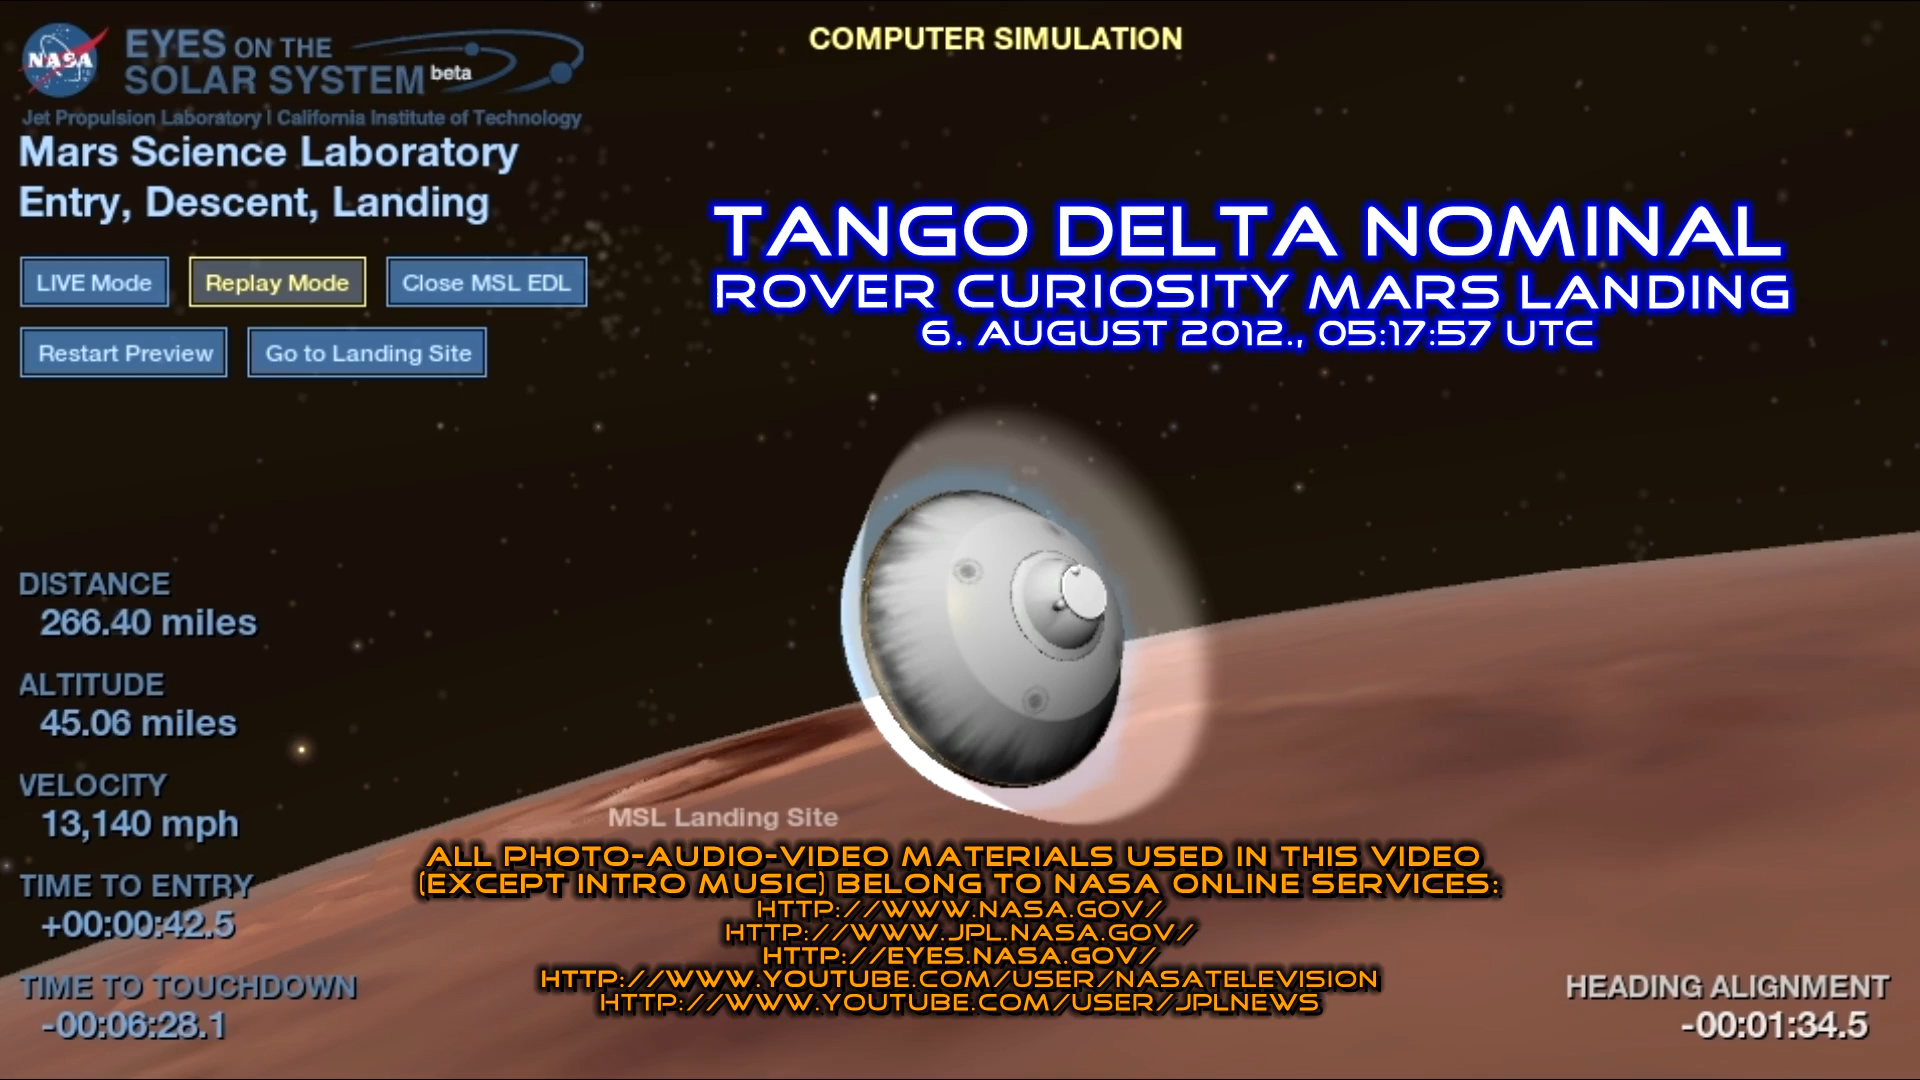 NASA
EYES ON THE
SOLAR SYSTEM beta
Jet Propulsion Laboratory | California Institute of Technology
Mars Science Laboratory
Entry, Descent, Landing
LIVE Mode
Replay Mode
Close MSL EDL
Restart Preview
Go to Landing Site
COMPUTER SIMULATION
TANGO DELTA NOMINAL
ROVER CURIOSITY MARS LANDING
6. AUGUST 2012., 05:17:57 UTC
DISTANCE
266.40 miles
ALTITUDE
45.06 miles
VELOCITY
13,140 mph
TIME TO ENTRY
+00:00:42.5
TIME TO TOUCHDOWN
-00:06:28.1
MSL Landing Site
ALL PHOTO-AUDIO-VIDEO MATERIALS USED IN THIS VIDEO
(EXCEPT INTRO MUSIC) BELONG TO NASA ONLINE SERVICES:
HTTP://WWW.NASA.GOV/
HTTP://WWW.JPL.NASA.GOV/
HTTP://EYES.NASA.GOV/
HTTP://WWW.YOUTUBE.COM/USER/NASATELEVISION
HTTP://WWW.YOUTUBE.COM/USER/JPLNEWS
HEADING ALIGNMENT
-00:01:34.5